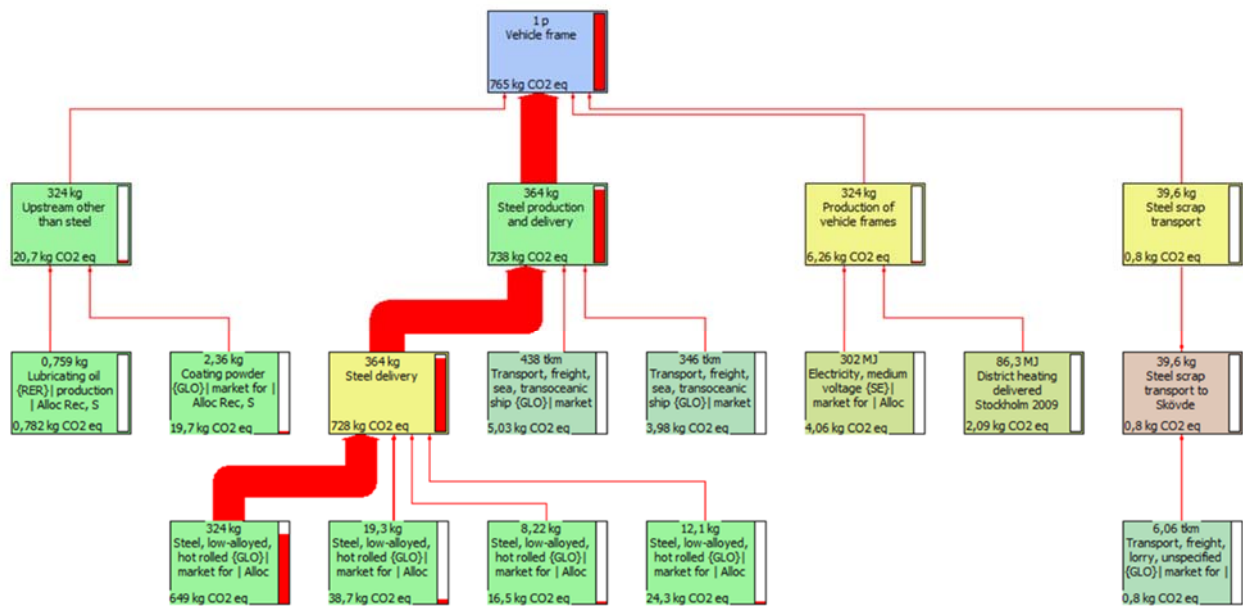 1 p
Vehicle frame
765 kg CO2 eq
324 kg
Upstream other
than steel
20,7 kg CO2 eq
364 kg
Steel production
and delivery
738 kg CO2 eq
324 kg
Production of
vehicle frames
6,26 kg CO2 eq
39,6 kg
Steel scrap
transport
0,8 kg CO2 eq
0,759 kg
Lubricating oil
{RER}| production
| Alloc Rec, S
0,782 kg CO2 eq
2,36 kg
Coating powder
{GLO}| market for |
Alloc Rec, S
19,7 kg CO2 eq
364 kg
Steel delivery
728 kg CO2 eq
438 tkm
Transport, freight,
sea, transoceanic
ship {GLO}| market
5,03 kg CO2 eq
346 tkm
Transport, freight,
sea, transoceanic
ship {GLO}| market
3,98 kg CO2 eq
302 MJ
Electricity, medium
voltage {SE}|
market for | Alloc
4,06 kg CO2 eq
86,3 MJ
District heating
delivered
Stockholm 2009
2,09 kg CO2 eq
39,6 kg
Steel scrap
transport to
Skövde
0,8 kg CO2 eq
324 kg
Steel, low-alloyed,
hot rolled {GLO}|
market for | Alloc
649 kg CO2 eq
19,3 kg
Steel, low-alloyed,
hot rolled {GLO}|
market for | Alloc
38,7 kg CO2 eq
8,22 kg
Steel, low-alloyed,
hot rolled {GLO}|
market for | Alloc
16,5 kg CO2 eq
12,1 kg
Steel, low-alloyed,
hot rolled {GLO}|
market for | Alloc
24,3 kg CO2 eq
6,06 tkm
Transport, freight,
lorry, unspecified
{GLO}| market for |
0,8 kg CO2 eq